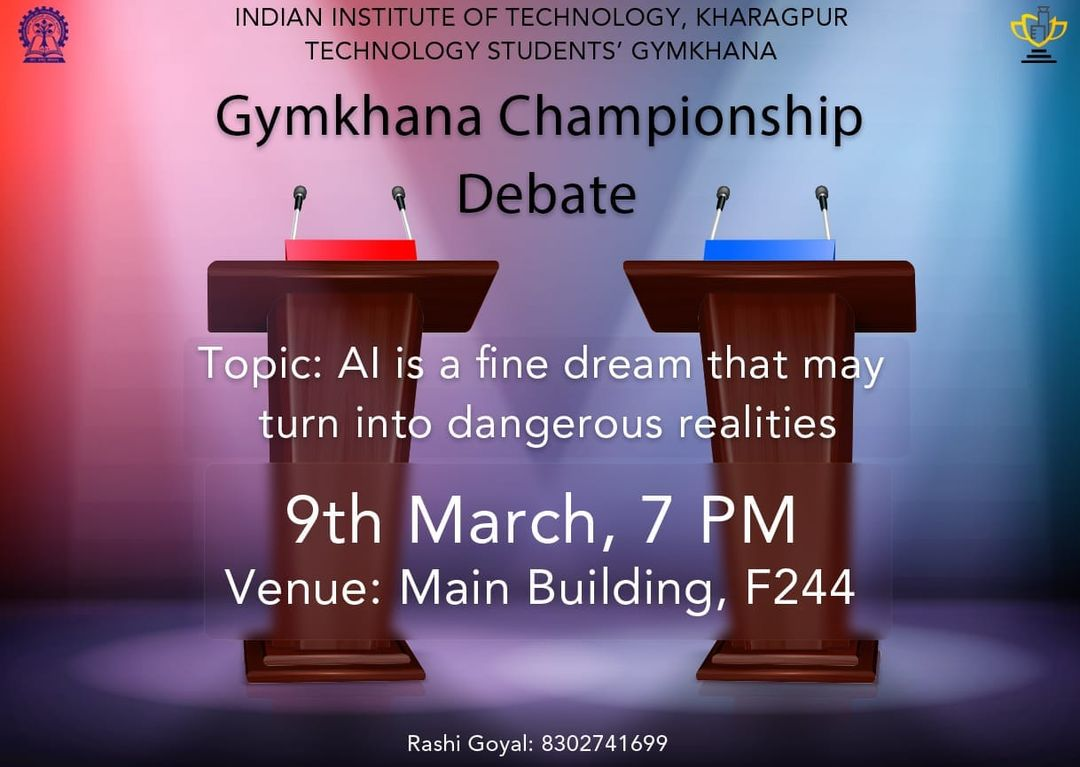 INDIAN INSTITUTE OF TECHNOLOGY, KHARAGPUR
TECHNOLOGY STUDENTS’ GYMKHANA
Gymkhana Championship
Debate
Topic: AI is a fine dream that may
turn into dangerous realities
9th March, 7 PM
Venue: Main Building, F244
Rashi Goyal: 8302741699